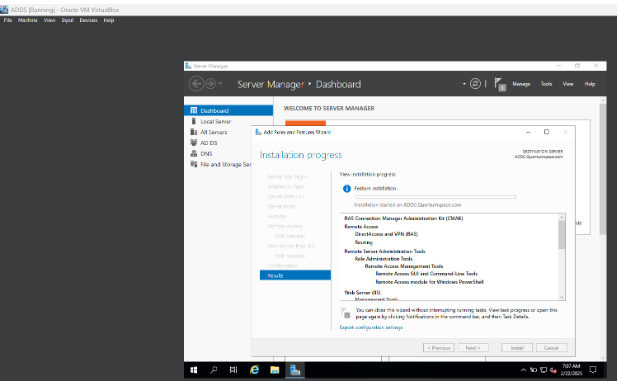 ADDS [Running] - Oracle VM VirtualBox
File Machine View Input Devices Help
Server Manager
Server Manager • Dashboard
Manage Tools View Help
Dashboard
Local Server
All Servers
AD DS
DNS
File and Storage Ser
WELCOME TO SERVER MANAGER
Add Roles and Features Wizard
Installation progress
DESTINATION SERVER
Before You Begin
Installation Type
Server Selection
Server Roles
Features
Remote Access
Role Services
Web Server Role (IIS)
Role Services
Confirmation
Results
View installation progress
Feature installation
Installation started on ADDC.Quantumspice.com
RAS Connection Manager Administration Kit (CMAK)
Remote Access
DirectAccess and VPN (RAS)
Routing
Remote Server Administration Tools
Role Administration Tools
Remote Access Management Tools
Remote Access GUI and Command-Line Tools
Remote Access module for Windows PowerShell
Web Server (IIS)
Management Tools
You can close this wizard without interrupting running tasks. View task progress or open this
page again by clicking Notifications in the command bar, and then Task Details.
Export configuration settings
< Previous Next > Install Cancel
de
7:07 AM
2/22/2025